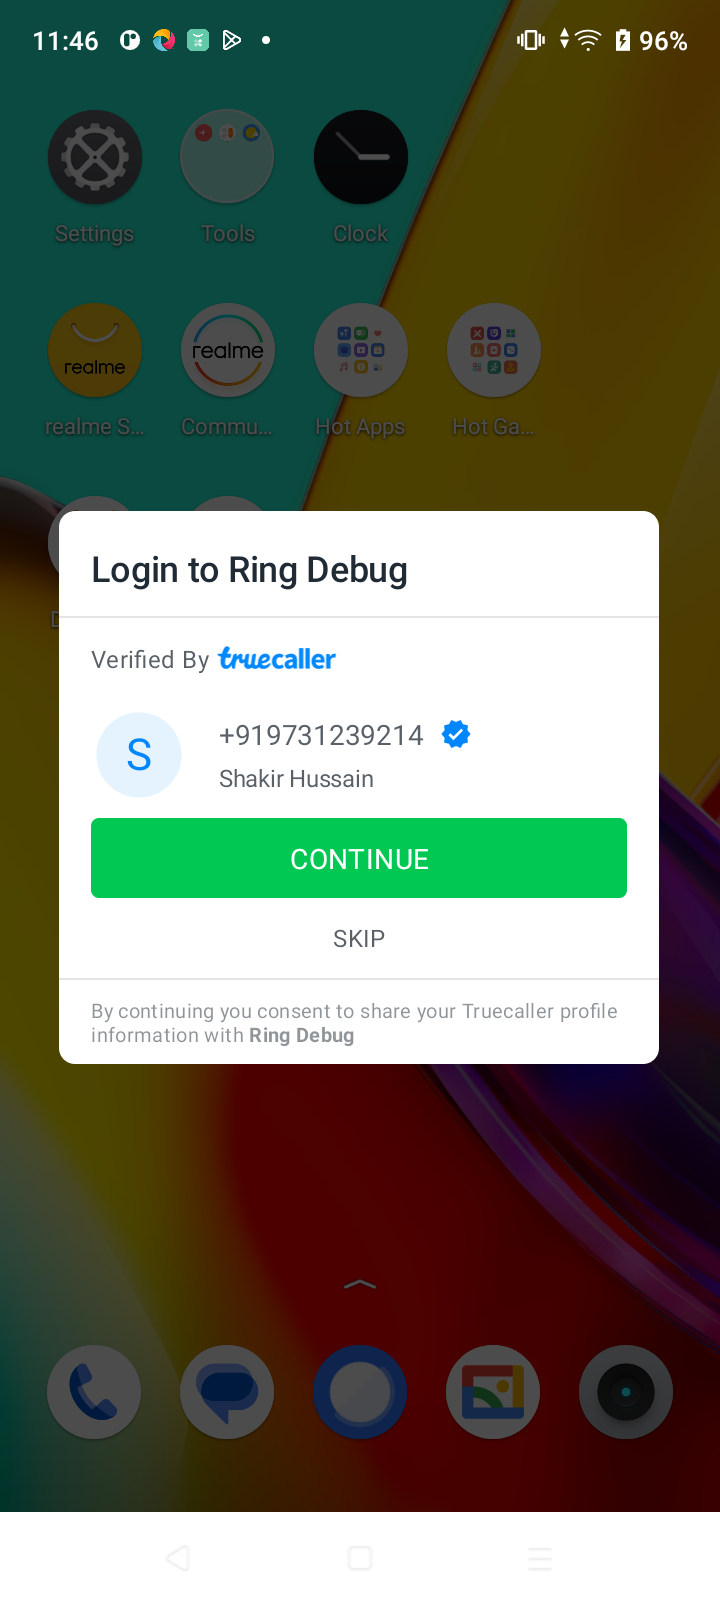 11:46
96%
Settings
Tools
Clock
realme
realme
realme S...
Commu...
Hot Apps
Hot Ga...
Login to Ring Debug
Verified By truecaller
S
+919731239214
Shakir Hussain
CONTINUE
SKIP
By continuing you consent to share your Truecaller profile
information with Ring Debug